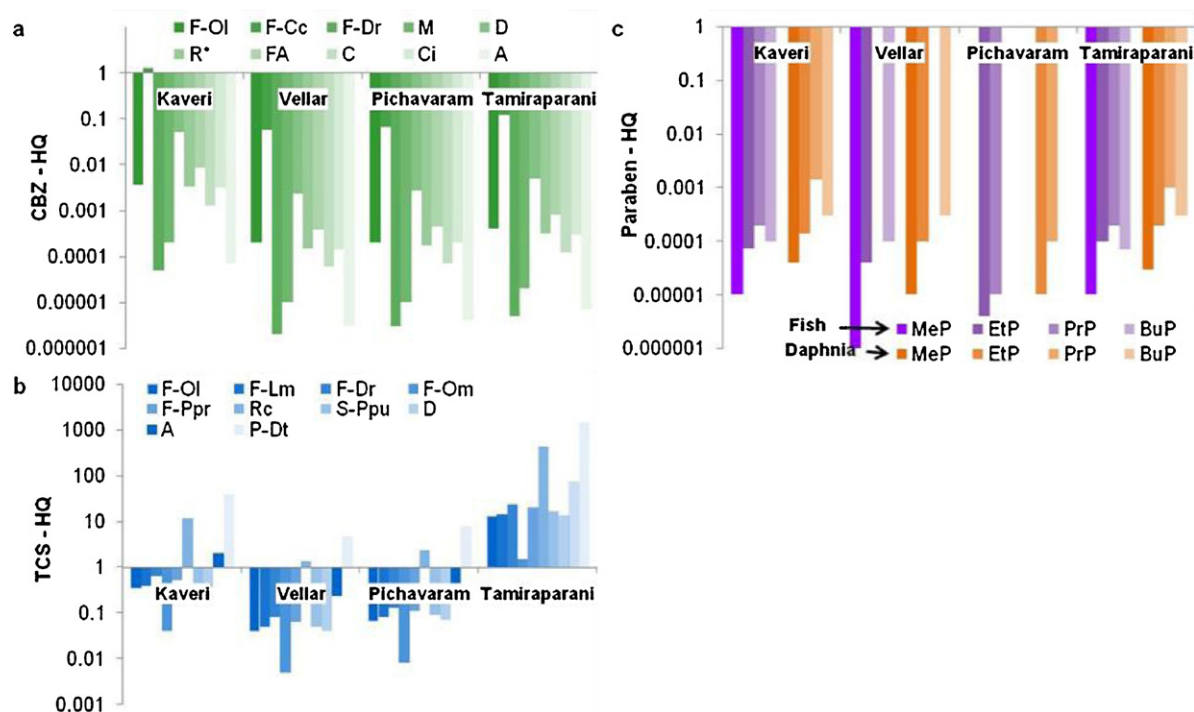 a
F-Ol F-Cc F-Dr M D
R* FA C Ci A
1
0.1
0.01
0.001
0.0001
0.00001
0.000001
CBZ - HQ
Kaveri Vellar Pichavaram Tamiraparani
b
F-Ol F-Lm F-Dr F-Om
F-Ppr Rc S-Ppu D
A P-Dt
10000
1000
100
10
1
0.1
0.01
0.001
TCS - HQ
Kaveri Vellar Pichavaram Tamiraparani
c
1
0.1
0.01
0.001
0.0001
0.00001
0.000001
Paraben - HQ
Kaveri Vellar Pichavaram Tamiraparani
Fish MeP EtP PrP BuP
Daphnia MeP EtP PrP BuP